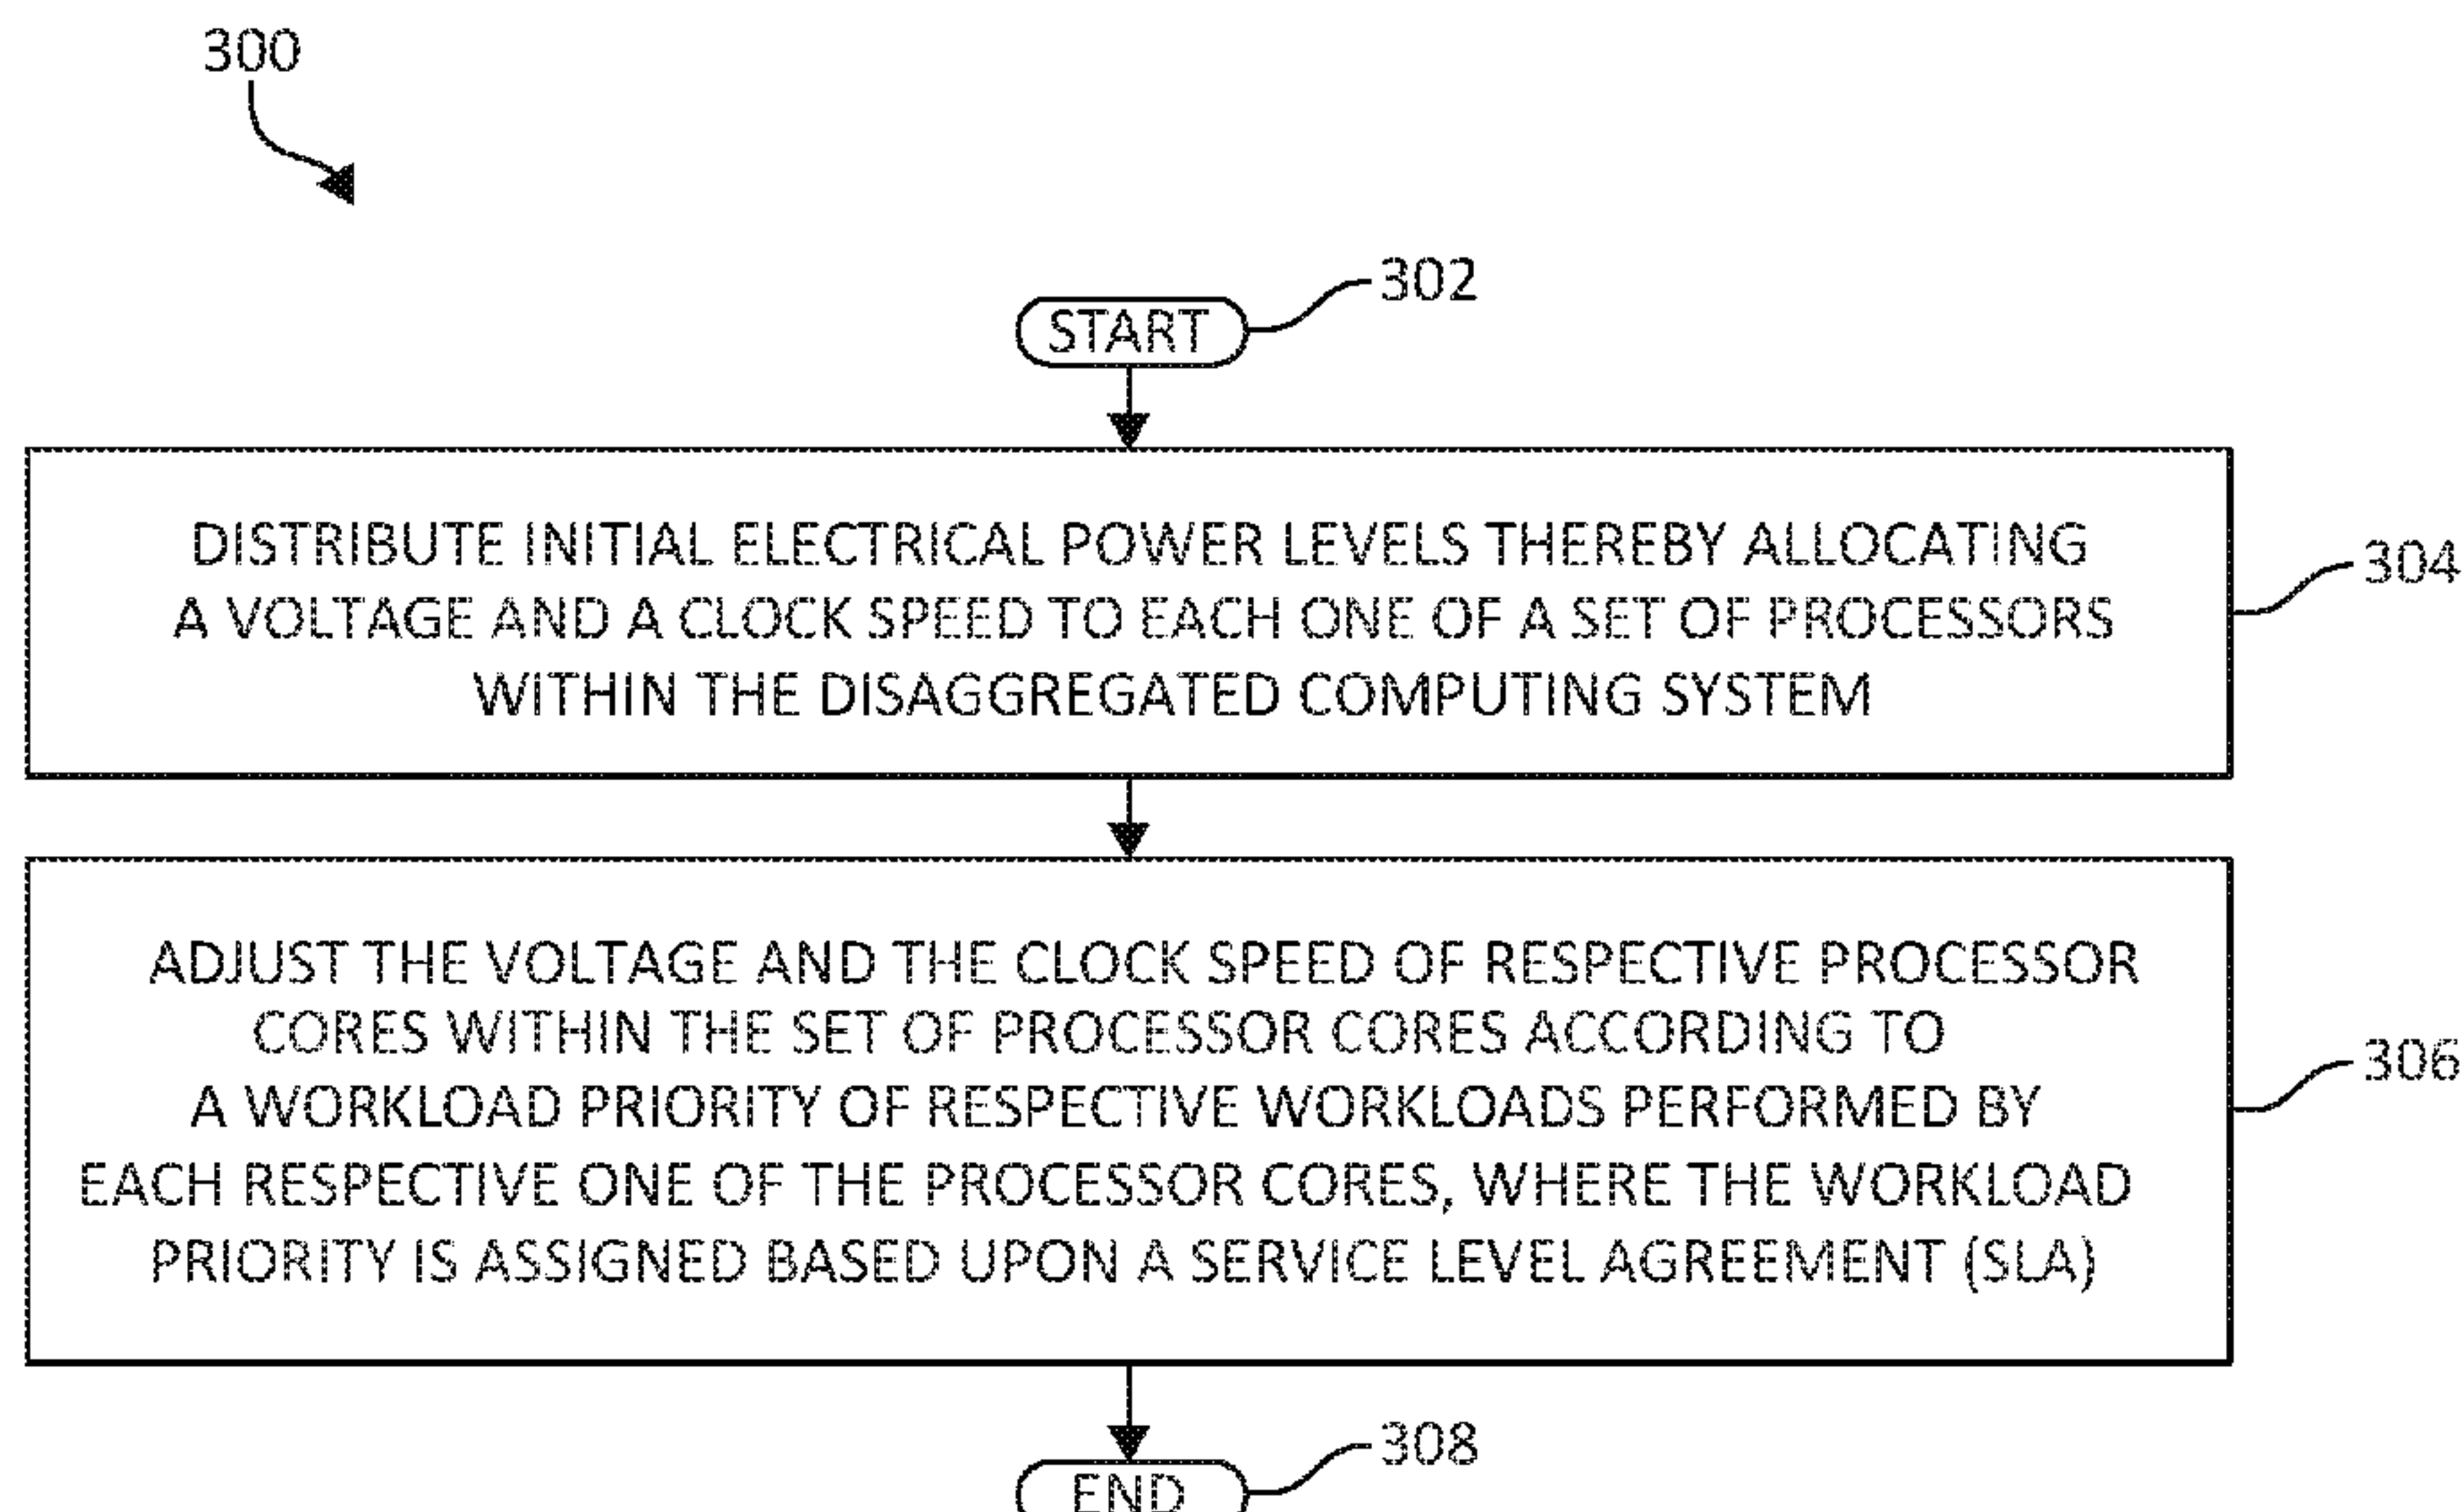 300
START
302
DISTRIBUTE INITIAL ELECTRICAL POWER LEVELS THEREBY ALLOCATING
A VOLTAGE AND A CLOCK SPEED TO EACH ONE OF A SET OF PROCESSORS
WITHIN THE DISAGGREGATED COMPUTING SYSTEM
304
ADJUST THE VOLTAGE AND THE CLOCK SPEED OF RESPECTIVE PROCESSOR
CORES WITHIN THE SET OF PROCESSOR CORES ACCORDING TO
A WORKLOAD PRIORITY OF RESPECTIVE WORKLOADS PERFORMED BY
EACH RESPECTIVE ONE OF THE PROCESSOR CORES, WHERE THE WORKLOAD
PRIORITY IS ASSIGNED BASED UPON A SERVICE LEVEL AGREEMENT (SLA)
306
END
308